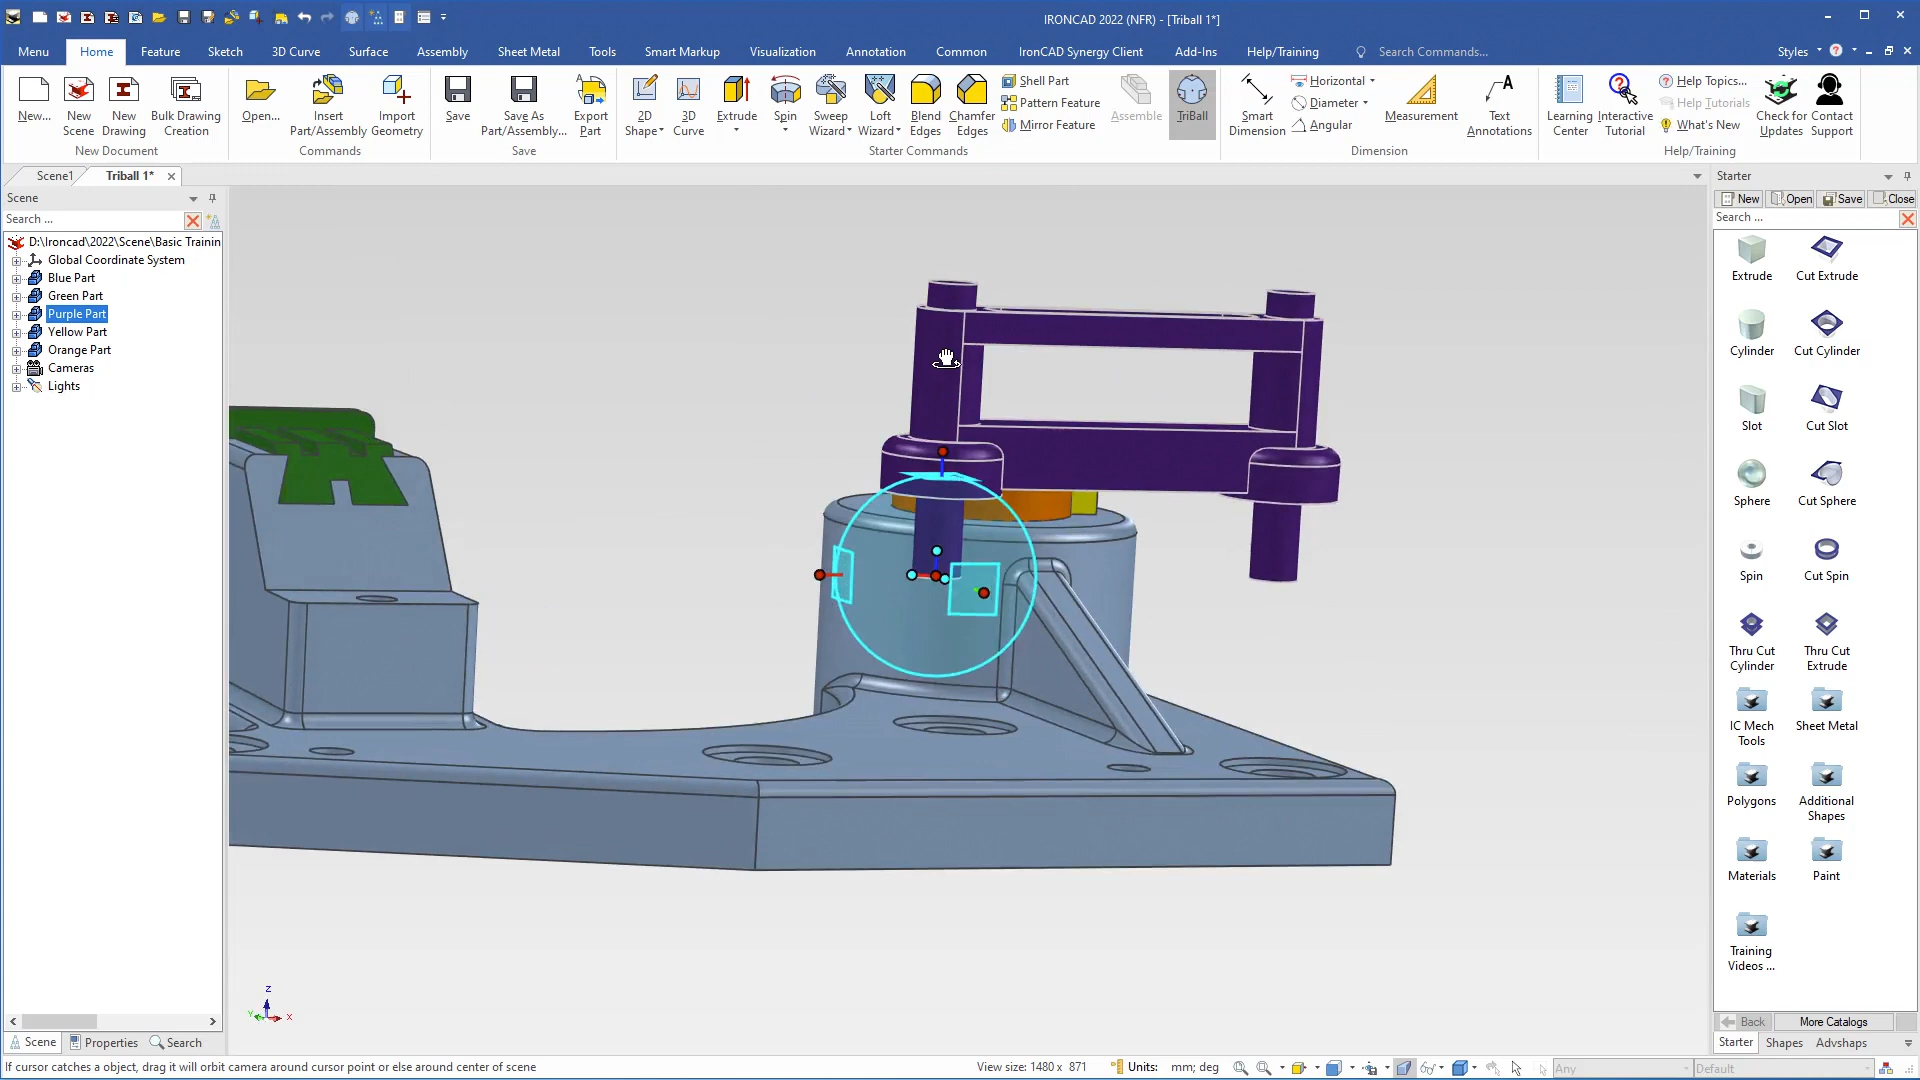 IRONCAD 2022 (NFR) - [Triball 1*]
Menu Home Feature Sketch 3D Curve Surface Assembly Sheet Metal Tools Smart Markup Visualization Annotation Common IronCAD Synergy Client Add-Ins Help/Training Search Commands... Styles
New... New Scene New Drawing Bulk Drawing Creation
New Document
Open... Insert Part/Assembly Import Geometry
Commands
Save Save As Part/Assembly... Export Part
Save
2D Shape 3D Curve Extrude Spin Sweep Wizard Loft Wizard Blend Edges Chamfer Edges
Shell Part
Pattern Feature
Mirror Feature
Assemble TriBall
Starter Commands
Smart Dimension
Horizontal
Diameter
Angular
Measurement Text Annotations
Dimension
Learning Center Interactive Tutorial
Help Topics...
Help Tutorials
What's New
Check for Updates Contact Support
Help/Training
Scene1 Triball 1*
Scene
Search ...
D:\Ironcad\2022\Scene\Basic Trainin
Global Coordinate System
Blue Part
Green Part
Purple Part
Yellow Part
Orange Part
Cameras
Lights
Scene Properties Search
Z
Y X
Starter
New Open Save Close
Search ...
Extrude Cut Extrude
Cylinder Cut Cylinder
Slot Cut Slot
Sphere Cut Sphere
Spin Cut Spin
Thru Cut Cylinder Thru Cut Extrude
IC Mech Tools Sheet Metal
Polygons Additional Shapes
Materials Paint
Training Videos ...
Back More Catalogs
Starter Shapes Advshaps
If cursor catches a object, drag it will orbit camera around cursor point or else around center of scene
View size: 1480 x 871 Units: mm; deg Any Default